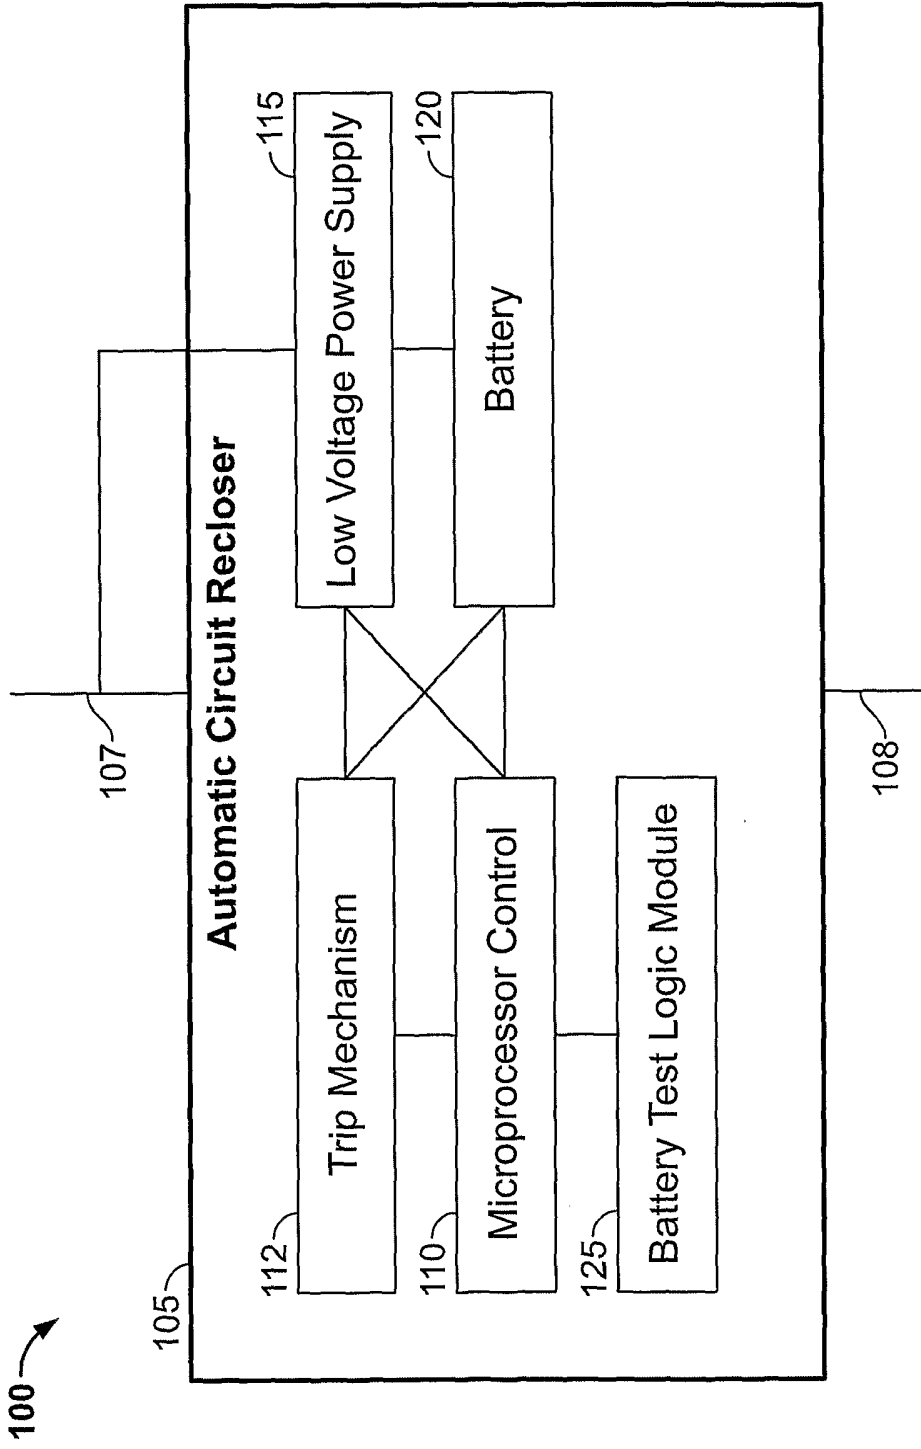 100
105
107
Automatic Circuit Recloser
112
Trip Mechanism
115
Low Voltage Power Supply
110
Microprocessor Control
120
Battery
125
Battery Test Logic Module
108